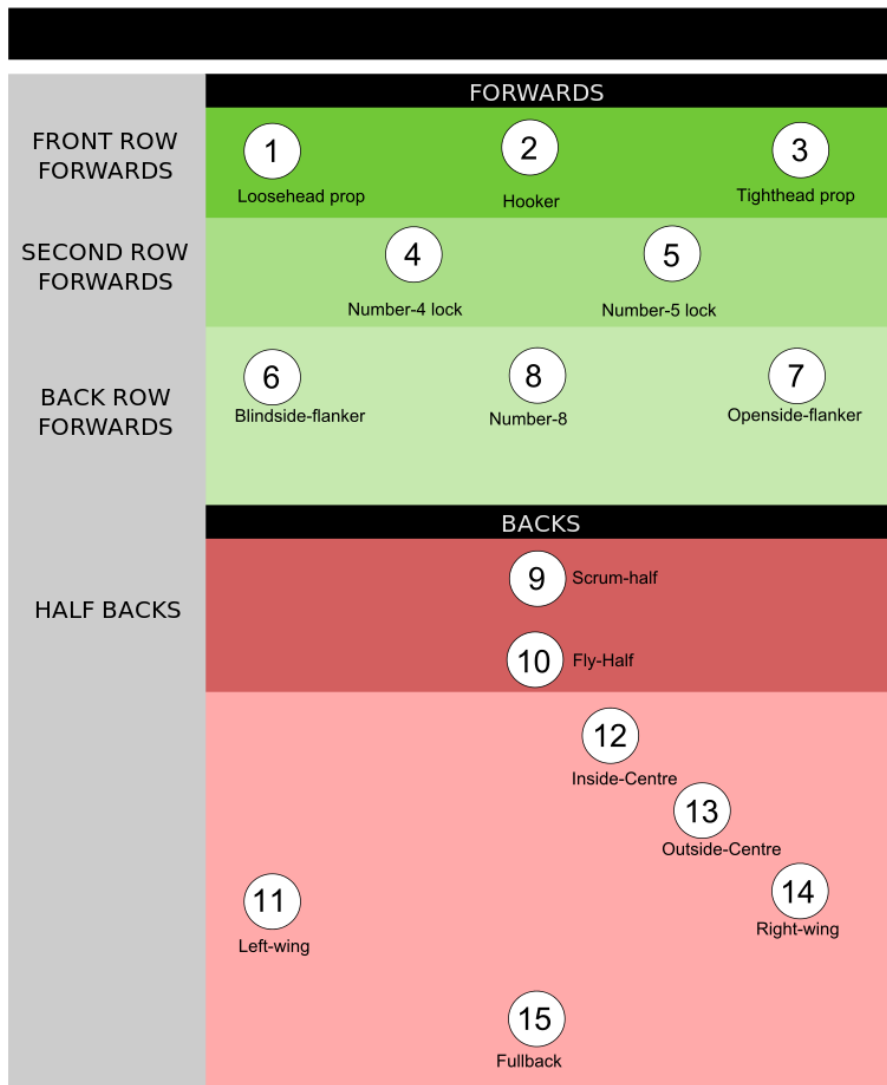 FORWARDS
FRONT ROW
FORWARDS
1
2
3
Loosehead prop
Hooker
Tighthead prop
SECOND ROW
FORWARDS
4
5
Number-4 lock
Number-5 lock
BACK ROW
FORWARDS
6
8
7
Blindside-flanker
Number-8
Openside-flanker
BACKS
HALF BACKS
9
Scrum-half
10
Fly-Half
12
Inside-Centre
13
Outside-Centre
11
Left-wing
14
Right-wing
15
Fullback